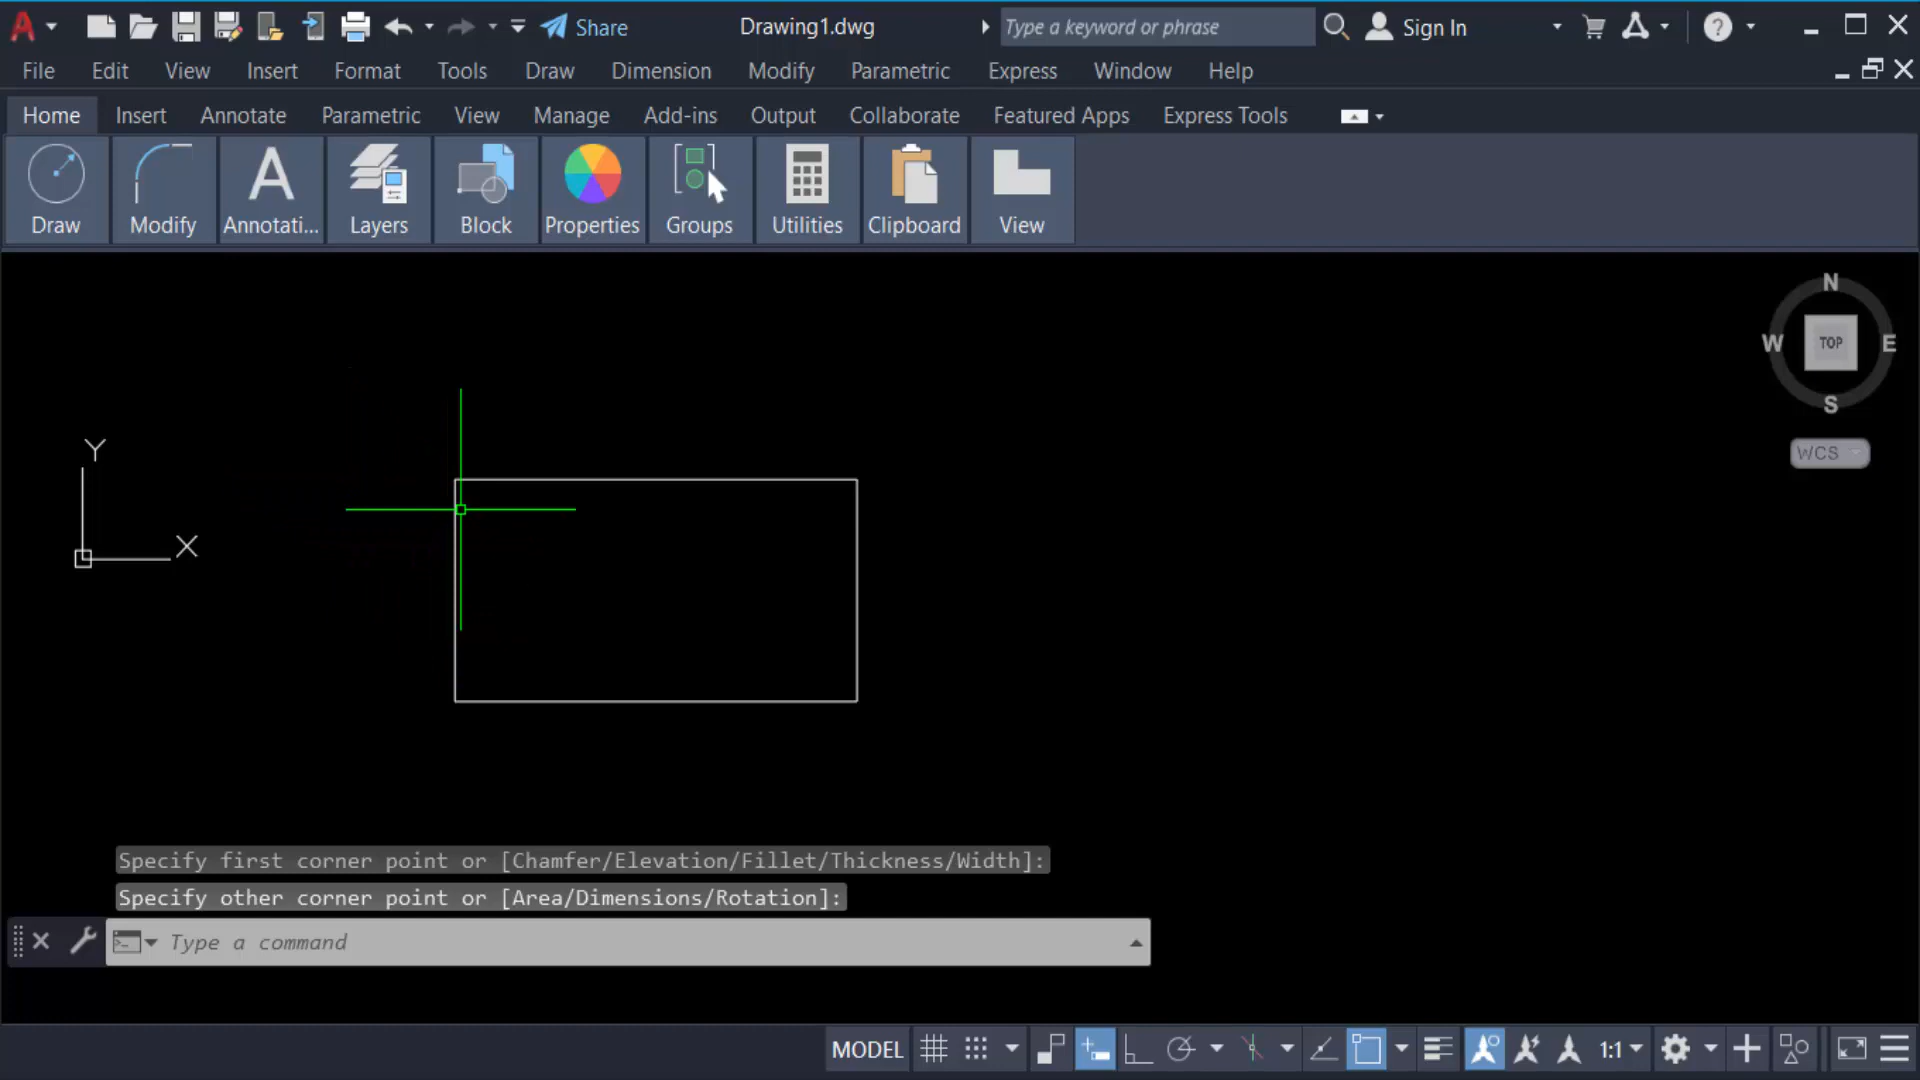 Share
Drawing1.dwg
Type a keyword or phrase
Sign In
File Edit View Insert Format Tools Draw Dimension Modify Parametric Express Window Help
Home Insert Annotate Parametric View Manage Add-ins Output Collaborate Featured Apps Express Tools
Draw Modify Annotati... Layers Block Properties Groups Utilities Clipboard View
N
W TOP E
S
WCS
Y
X
Specify first corner point or [Chamfer/Elevation/Fillet/Thickness/Width]:
Specify other corner point or [Area/Dimensions/Rotation]:
Type a command
MODEL 1:1